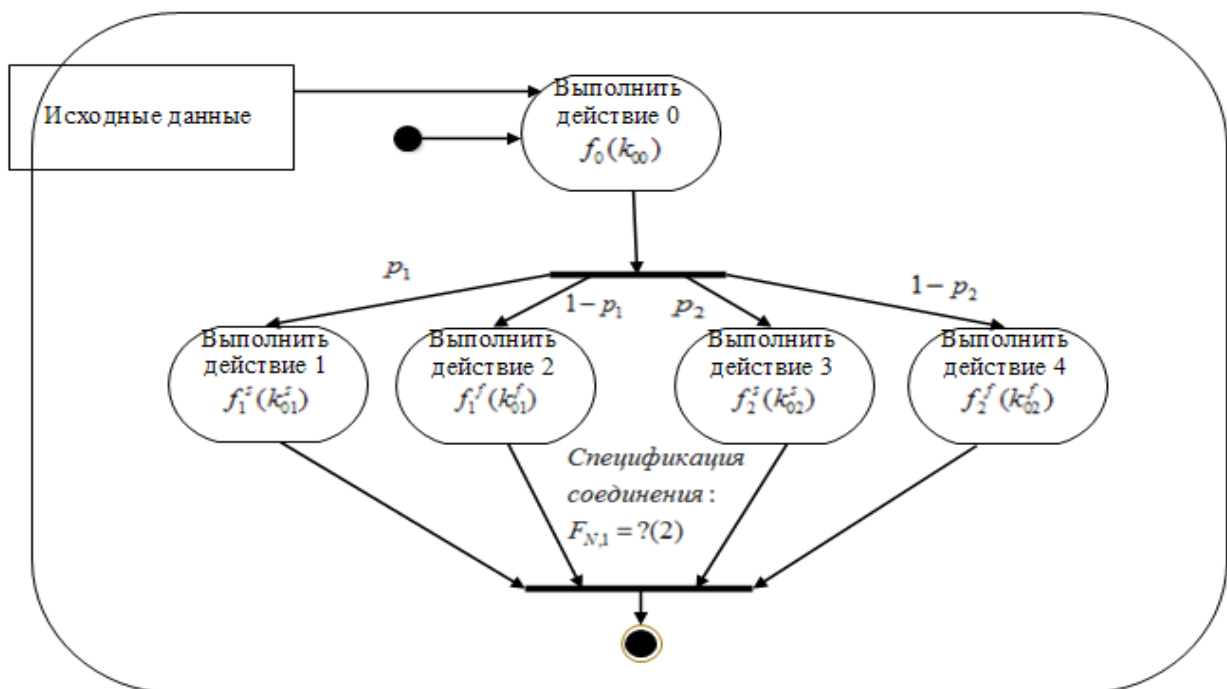 Выполнить
действие 0
f₀(k₀₀)
Исходные данные
p₁
1 − p₁
p₂
1 − p₂
Выполнить
действие 1
f₁ˢ(k₀₁ˢ)
Выполнить
действие 2
f₁ᶠ(k₀₁ᶠ)
Выполнить
действие 3
f₂ˢ(k₀₂ˢ)
Выполнить
действие 4
f₂ᶠ(k₀₂ᶠ)
Спецификация
соединения :
F_{N,1} = ?(2)